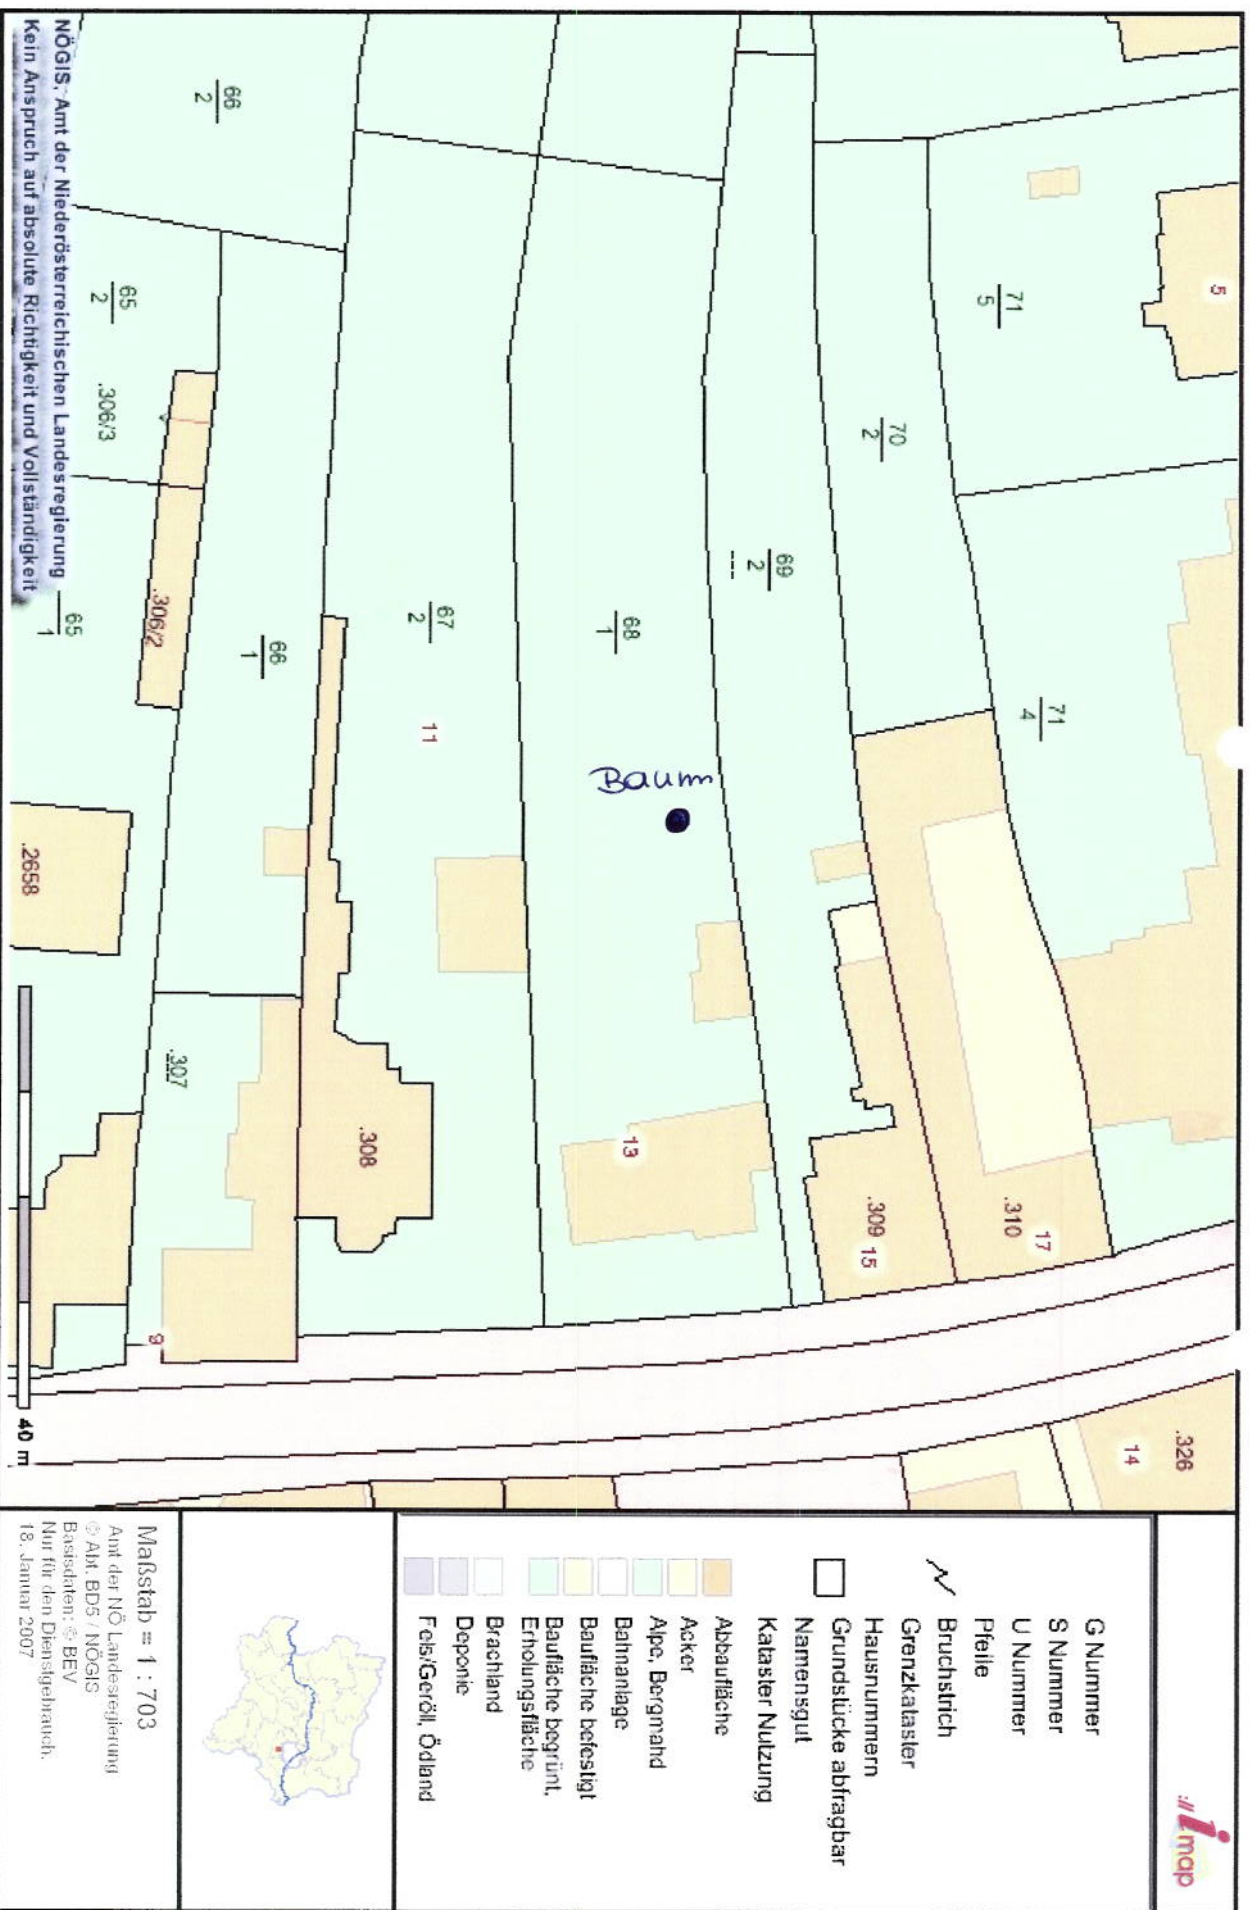 ://imap
G Nummer
S Nummer
U Nummer
Pfeile
Bruchstrich
Grenzkataster
Hausnummern
Grundstücke abfragbar
Namensgut
Kataster Nutzung
Abbaufläche
Acker
Alpe, Bergmahd
Bahnanlage
Baufläche befestigt
Baufläche begrünt,
Erholungsfläche
Brachland
Deponie
Fels/Geröll, Ödland
Maßstab = 1 : 703
Amt der NÖ Landesregierung
© Abt. BD5 / NÖGIS
Basisdaten: © BEV
Nur für den Dienstgebrauch.
18. Januar 2007
5
71
5
70
2
69
2
71
4
68
1
67
2
11
66
2
66
1
65
2
.306/3
.306/2
65
1
Baum
.2658
.307
.308
13
.309
15
.310
17
9
.326
14
40 m
NÖGIS, Amt der Niederösterreichischen Landesregierung
Kein Anspruch auf absolute Richtigkeit und Vollständigkeit